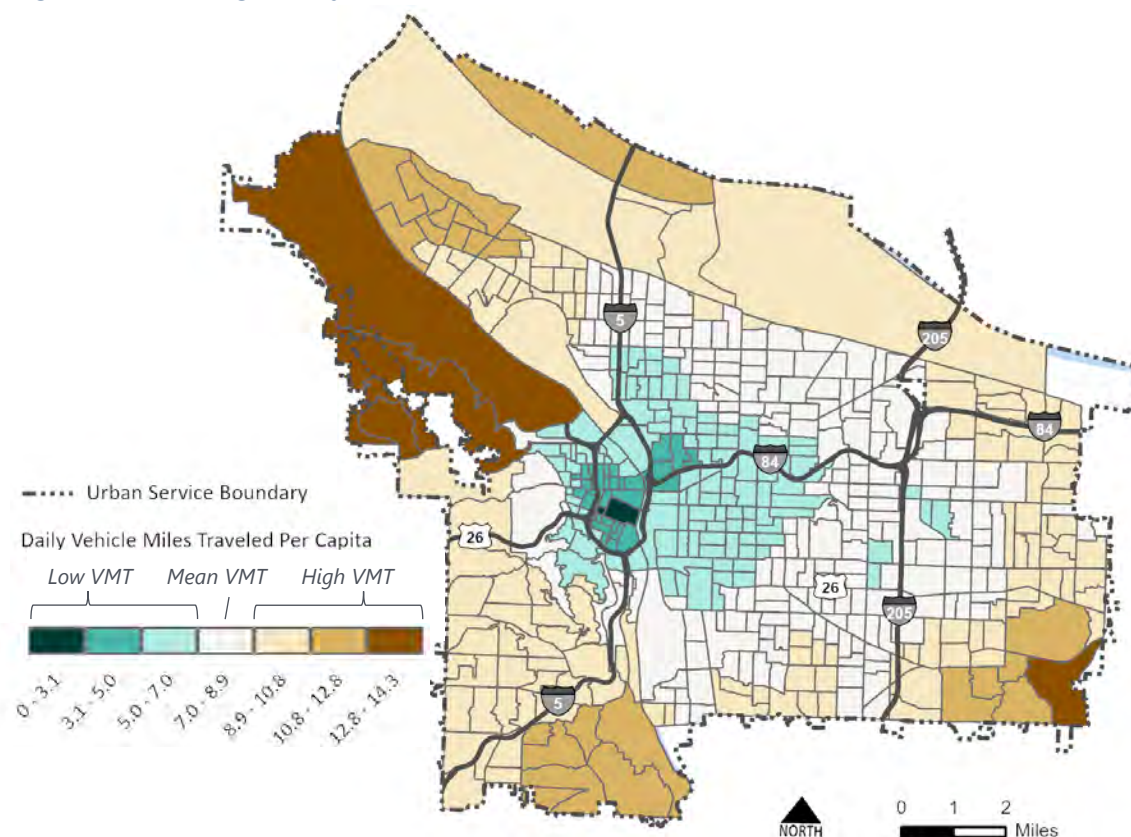 5
205
84
84
26
26
205
5
Urban Service Boundary
Daily Vehicle Miles Traveled Per Capita
Low VMT Mean VMT High VMT
0 - 3.1
3.1 - 5.0
5.0 - 7.0
7.0 - 8.9
8.9 - 10.8
10.8 - 12.8
12.8 - 14.3
NORTH
0 1 2
Miles